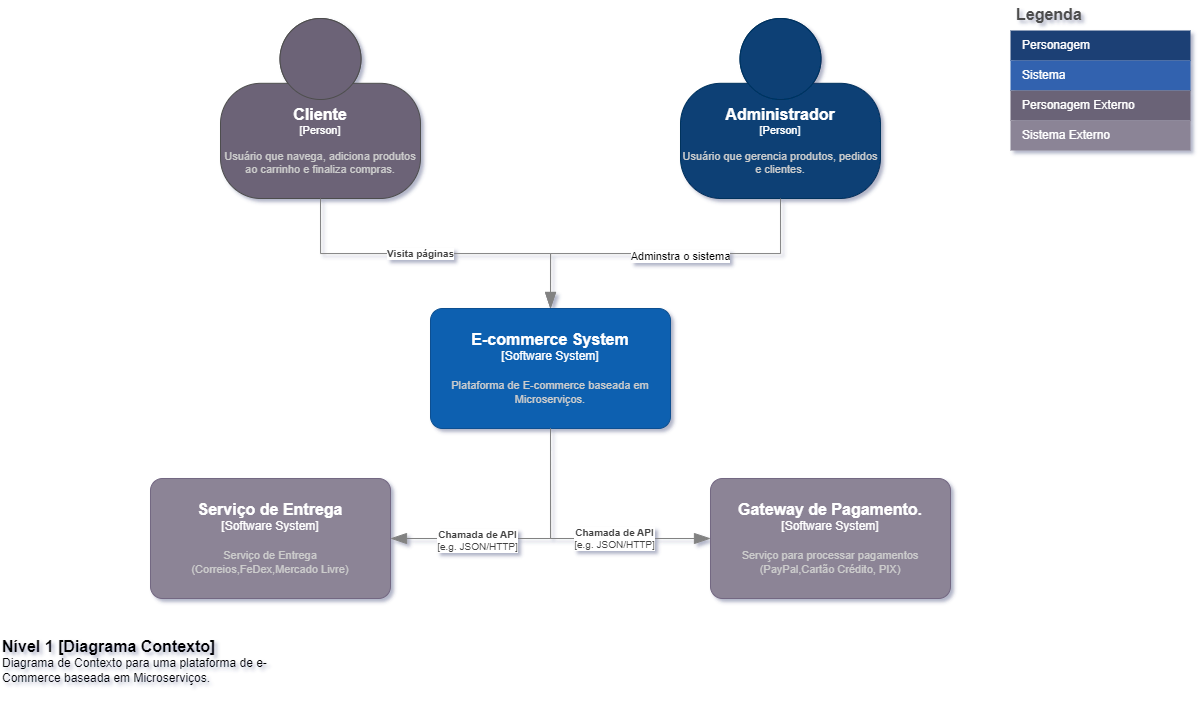 Legenda
Personagem
Sistema
Personagem Externo
Sistema Externo
Cliente
[Person]
Usuário que navega, adiciona produtos
ao carrinho e finaliza compras.
Administrador
[Person]
Usuário que gerencia produtos, pedidos
e clientes.
Visita páginas
Adminstra o sistema
E-commerce System
[Software System]
Plataforma de E-commerce baseada em
Microserviços.
Serviço de Entrega
[Software System]
Serviço de Entrega
(Correios,FeDex,Mercado Livre)
Chamada de API
[e.g. JSON/HTTP]
Chamada de API
[e.g. JSON/HTTP]
Gateway de Pagamento.
[Software System]
Serviço para processar pagamentos
(PayPal,Cartão Crédito, PIX)
Nível 1 [Diagrama Contexto]
Diagrama de Contexto para uma plataforma de e-
Commerce baseada em Microserviços.